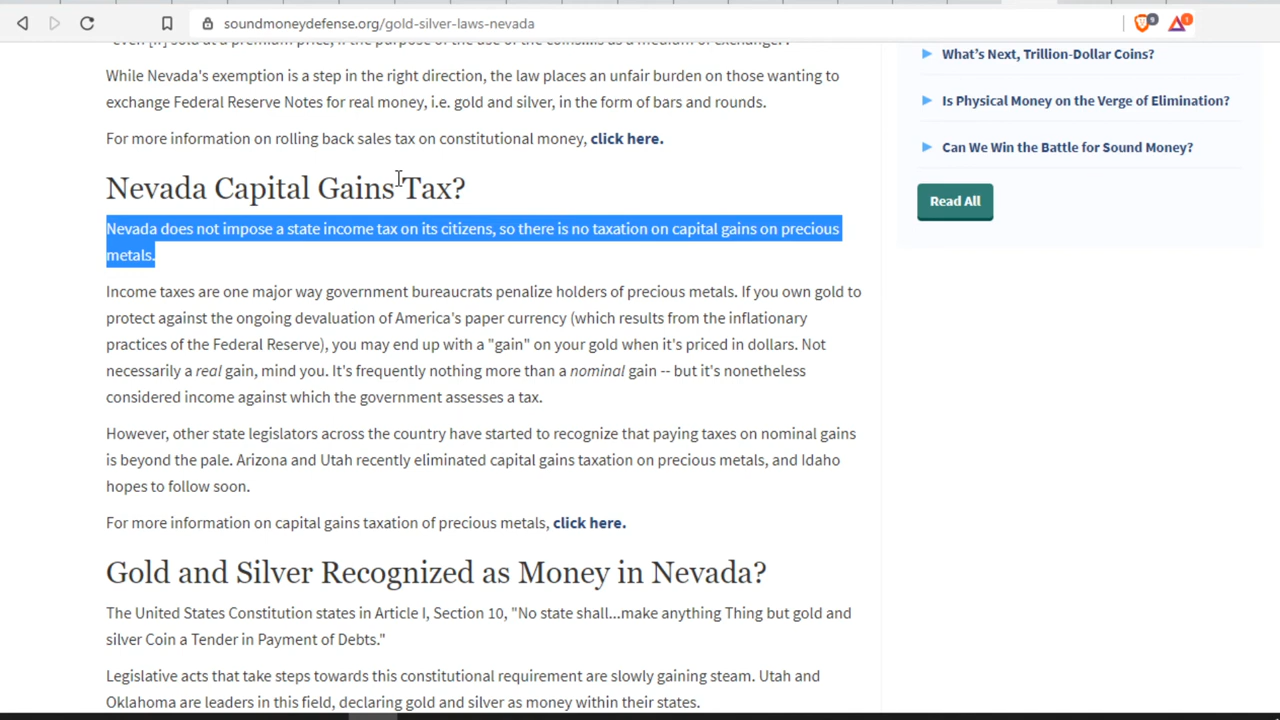 soundmoneydefense.org/gold-silver-laws-nevada
9
1
"even [if] sold at a premium price, if the purpose of the use of the coins...is as a medium of exchange.".
While Nevada's exemption is a step in the right direction, the law places an unfair burden on those wanting to
exchange Federal Reserve Notes for real money, i.e. gold and silver, in the form of bars and rounds.
For more information on rolling back sales tax on constitutional money, click here.
Nevada Capital Gains Tax?
Nevada does not impose a state income tax on its citizens, so there is no taxation on capital gains on precious
metals.
Income taxes are one major way government bureaucrats penalize holders of precious metals. If you own gold to
protect against the ongoing devaluation of America's paper currency (which results from the inflationary
practices of the Federal Reserve), you may end up with a "gain" on your gold when it's priced in dollars. Not
necessarily a real gain, mind you. It's frequently nothing more than a nominal gain -- but it's nonetheless
considered income against which the government assesses a tax.
However, other state legislators across the country have started to recognize that paying taxes on nominal gains
is beyond the pale. Arizona and Utah recently eliminated capital gains taxation on precious metals, and Idaho
hopes to follow soon.
For more information on capital gains taxation of precious metals, click here.
Gold and Silver Recognized as Money in Nevada?
The United States Constitution states in Article I, Section 10, "No state shall...make anything Thing but gold and
silver Coin a Tender in Payment of Debts."
Legislative acts that take steps towards this constitutional requirement are slowly gaining steam. Utah and
Oklahoma are leaders in this field, declaring gold and silver as money within their states.
What's Next, Trillion-Dollar Coins?
Is Physical Money on the Verge of Elimination?
Can We Win the Battle for Sound Money?
Read All